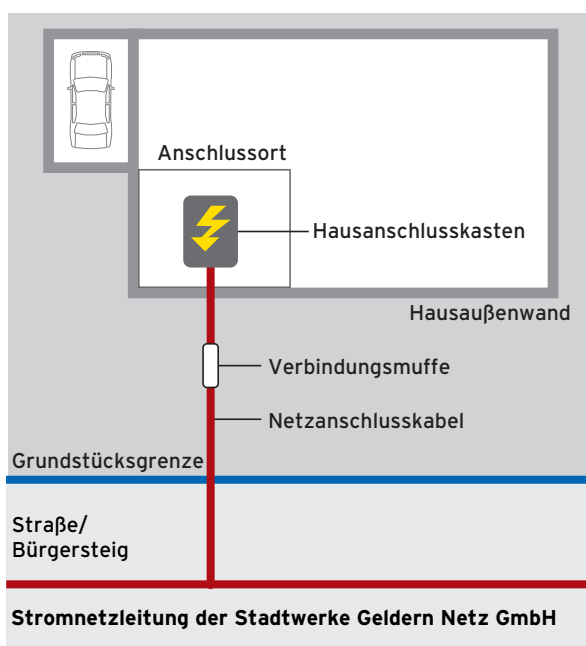 Anschlussort
Hausanschlusskasten
Hausaußenwand
Verbindungsmuffe
Netzanschlusskabel
Grundstücksgrenze
Straße/
Bürgersteig
Stromnetzleitung der Stadtwerke Geldern Netz GmbH